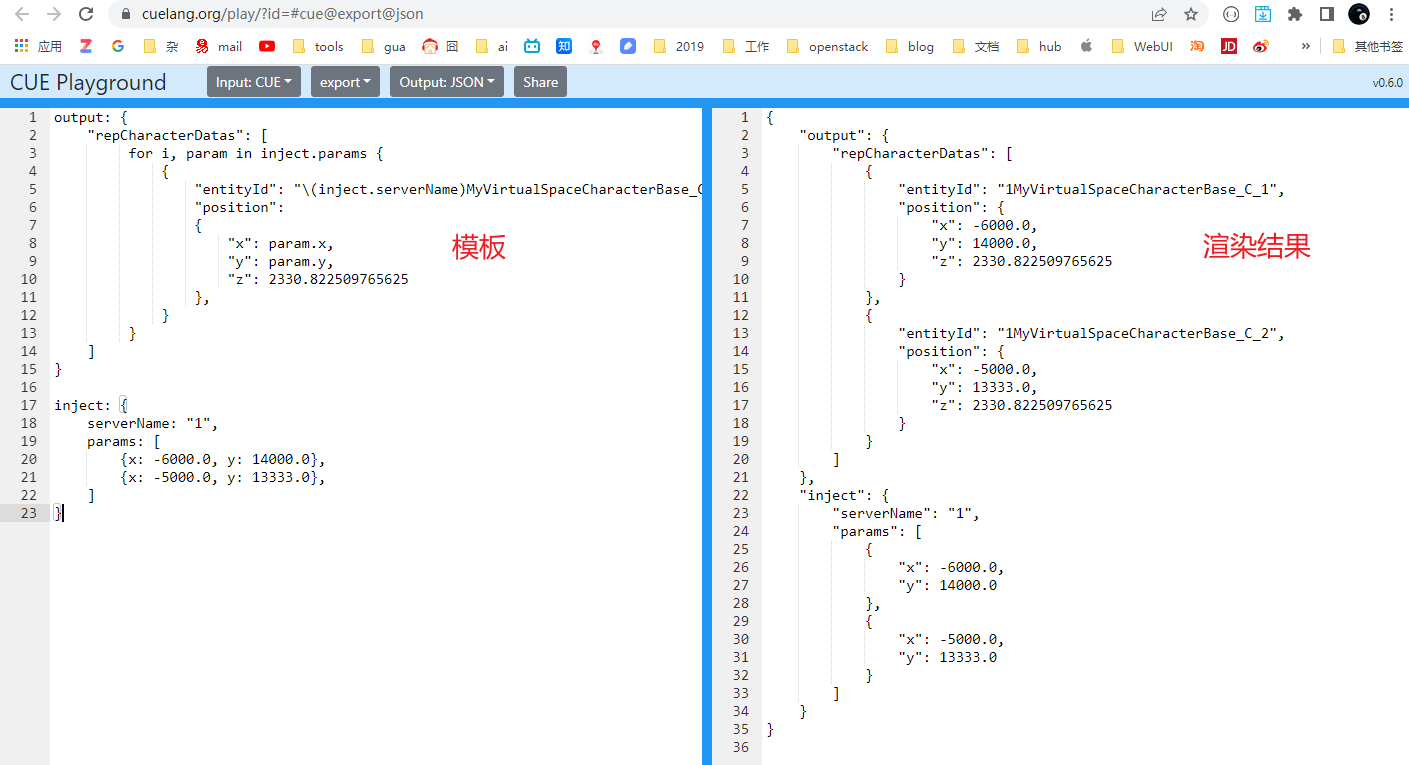 cuelang.org/play/?id=#cue@export@json
应用
杂
mail
tools
gua
囧
ai
知
2019
工作
openstack
blog
文档
hub
WebUI
淘
JD
»
其他书签
CUE Playground
Input: CUE
export
Output: JSON
Share
v0.6.0
1 output: {
2 "repCharacterDatas": [
3 for i, param in inject.params {
4 {
5 "entityId": "\(inject.serverName)MyVirtualSpaceCharacterBase_C
6 "position":
7 {
8 "x": param.x,
9 "y": param.y,
10 "z": 2330.822509765625
11 },
12 }
13 }
14 ]
15 }
16
17 inject: {
18 serverName: "1",
19 params: [
20 {x: -6000.0, y: 14000.0},
21 {x: -5000.0, y: 13333.0},
22 ]
23 }
模板
1 {
2 "output": {
3 "repCharacterDatas": [
4 {
5 "entityId": "1MyVirtualSpaceCharacterBase_C_1",
6 "position": {
7 "x": -6000.0,
8 "y": 14000.0,
9 "z": 2330.822509765625
10 }
11 },
12 {
13 "entityId": "1MyVirtualSpaceCharacterBase_C_2",
14 "position": {
15 "x": -5000.0,
16 "y": 13333.0,
17 "z": 2330.822509765625
18 }
19 }
20 ]
21 },
22 "inject": {
23 "serverName": "1",
24 "params": [
25 {
26 "x": -6000.0,
27 "y": 14000.0
28 },
29 {
30 "x": -5000.0,
31 "y": 13333.0
32 }
33 ]
34 }
35 }
36
渲染结果